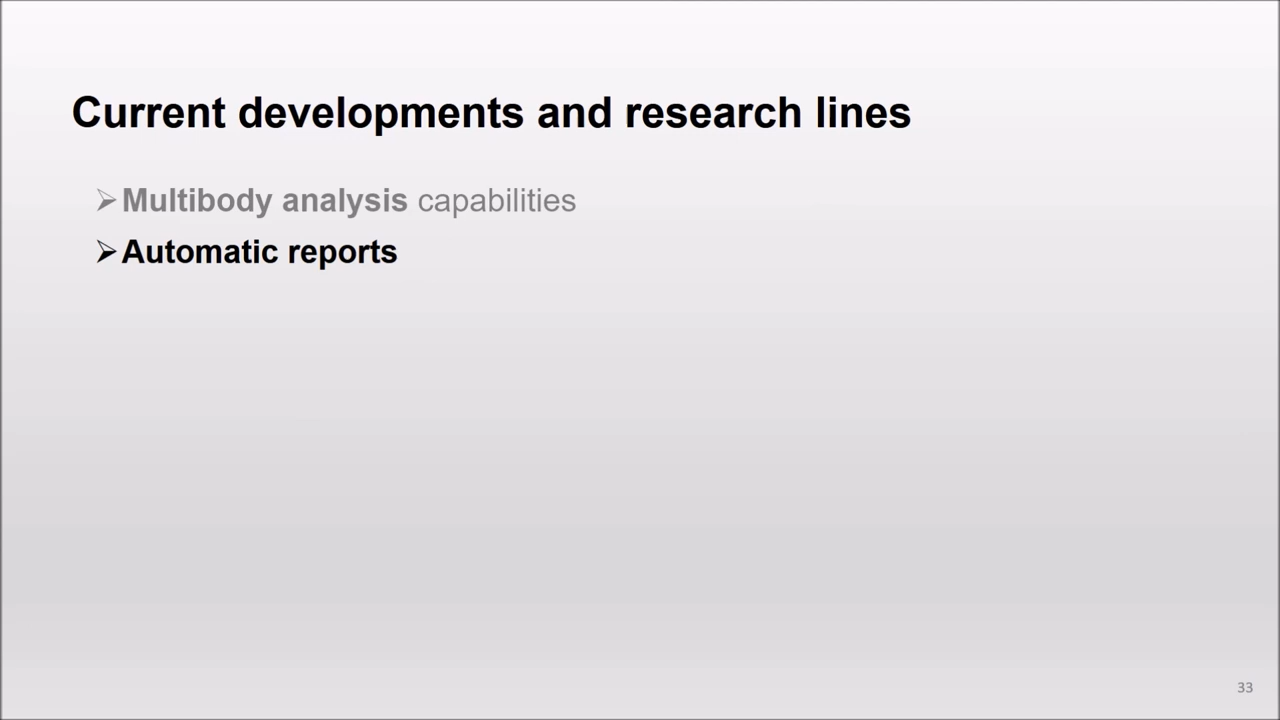 Current developments and research lines
➢Multibody analysis capabilities
➢Automatic reports
33